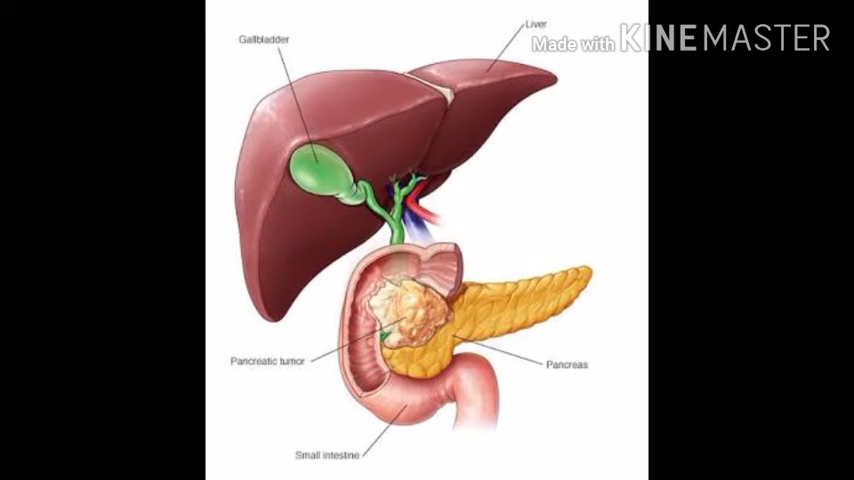 Liver
Made with KINEMASTER
Gallbladder
Pancreatic tumor
Pancreas
Small intestine